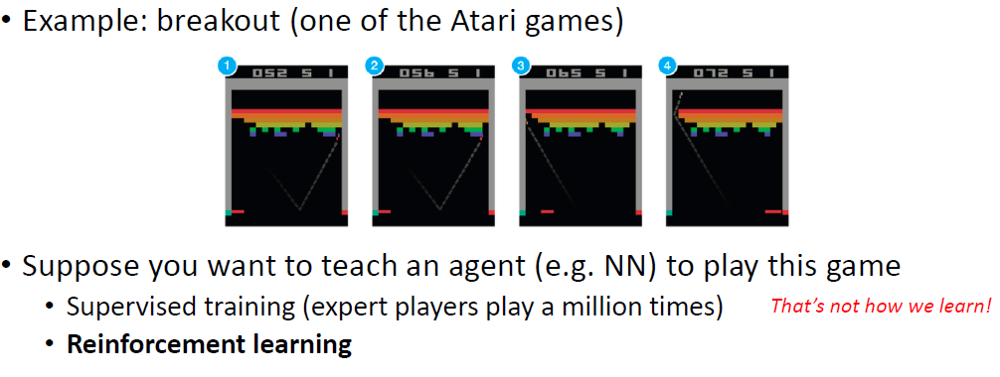 • Example: breakout (one of the Atari games)
1 2 3 4
052 5 1 056 5 1 065 5 1 072 5 1
• Suppose you want to teach an agent (e.g. NN) to play this game
• Supervised training (expert players play a million times) That's not how we learn!
• Reinforcement learning